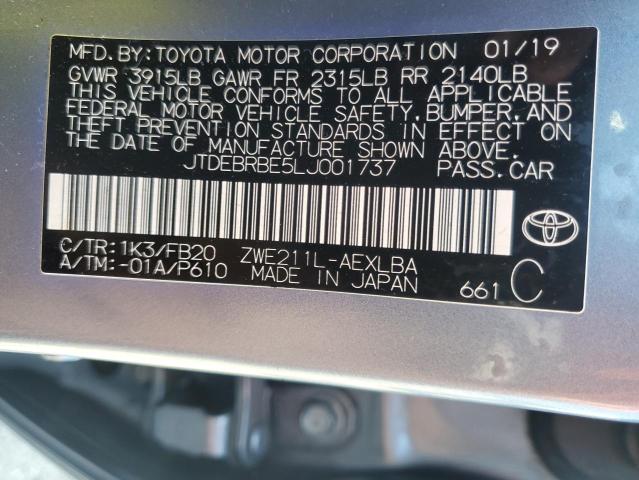 MFD. BY: TOYOTA MOTOR CORPORATION 01/19
GVWR 3915LB GAWR FR 2315LB RR 2140LB
THIS VEHICLE CONFORMS TO ALL APPLICABLE
FEDERAL MOTOR VEHICLE SAFETY, BUMPER, AND
THEFT PREVENTION STANDARDS IN EFFECT ON
THE DATE OF MANUFACTURE SHOWN ABOVE.
JTDEBRBE5LJ001737 PASS. CAR
C/TR: 1K3/FB20 ZWE211L-AEXLBA
A/TM: -01A/P610 MADE IN JAPAN
TOYOTA
661 C